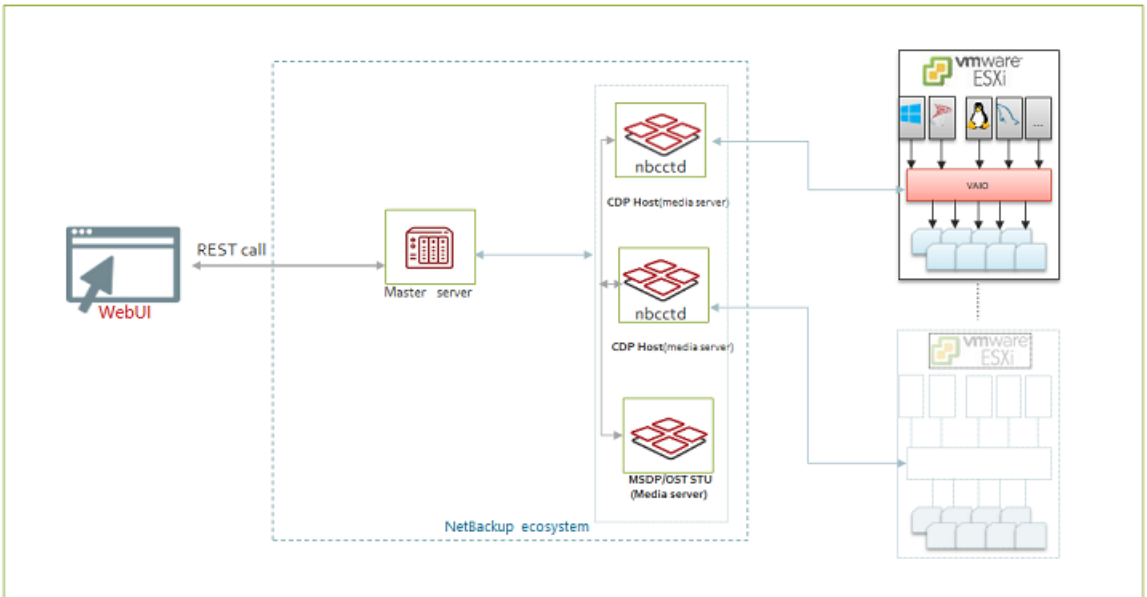 vmware
ESXi
...
VAIO
nbcctd
CDP Host(media server)
REST call
WebUI
Master server
nbcctd
CDP Host(media server)
vmware
ESXi
MSDP/OST STU
(Media server)
NetBackup ecosystem